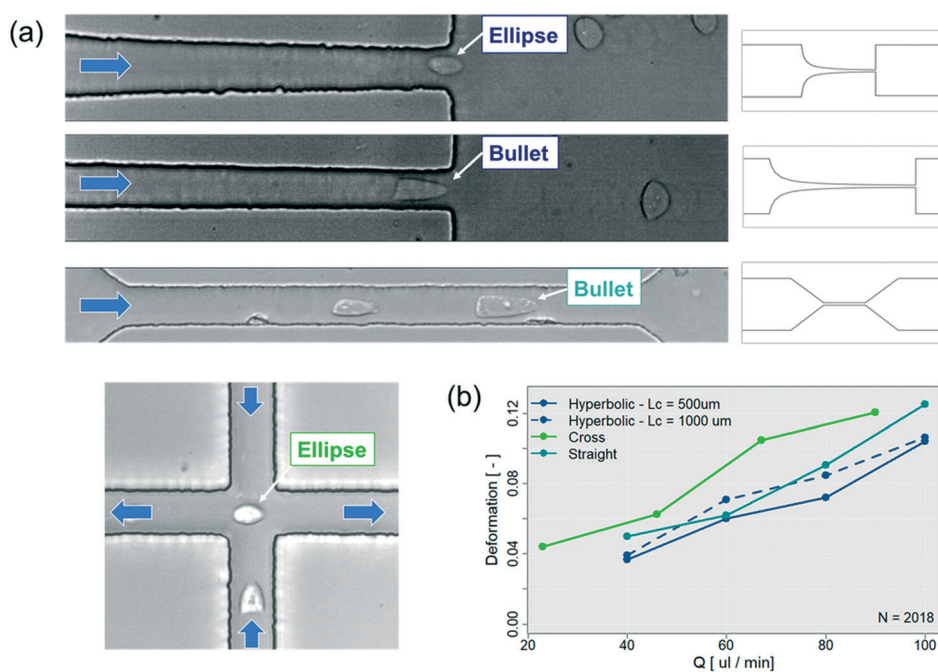 (a)
Ellipse
Bullet
Bullet
Ellipse
(b)
Hyperbolic - Lc = 500um
Hyperbolic - Lc = 1000 um
Cross
Straight
Deformation [ - ]
0.12
0.08
0.04
0.00
N = 2018
20 40 60 80 100
Q [ ul / min ]